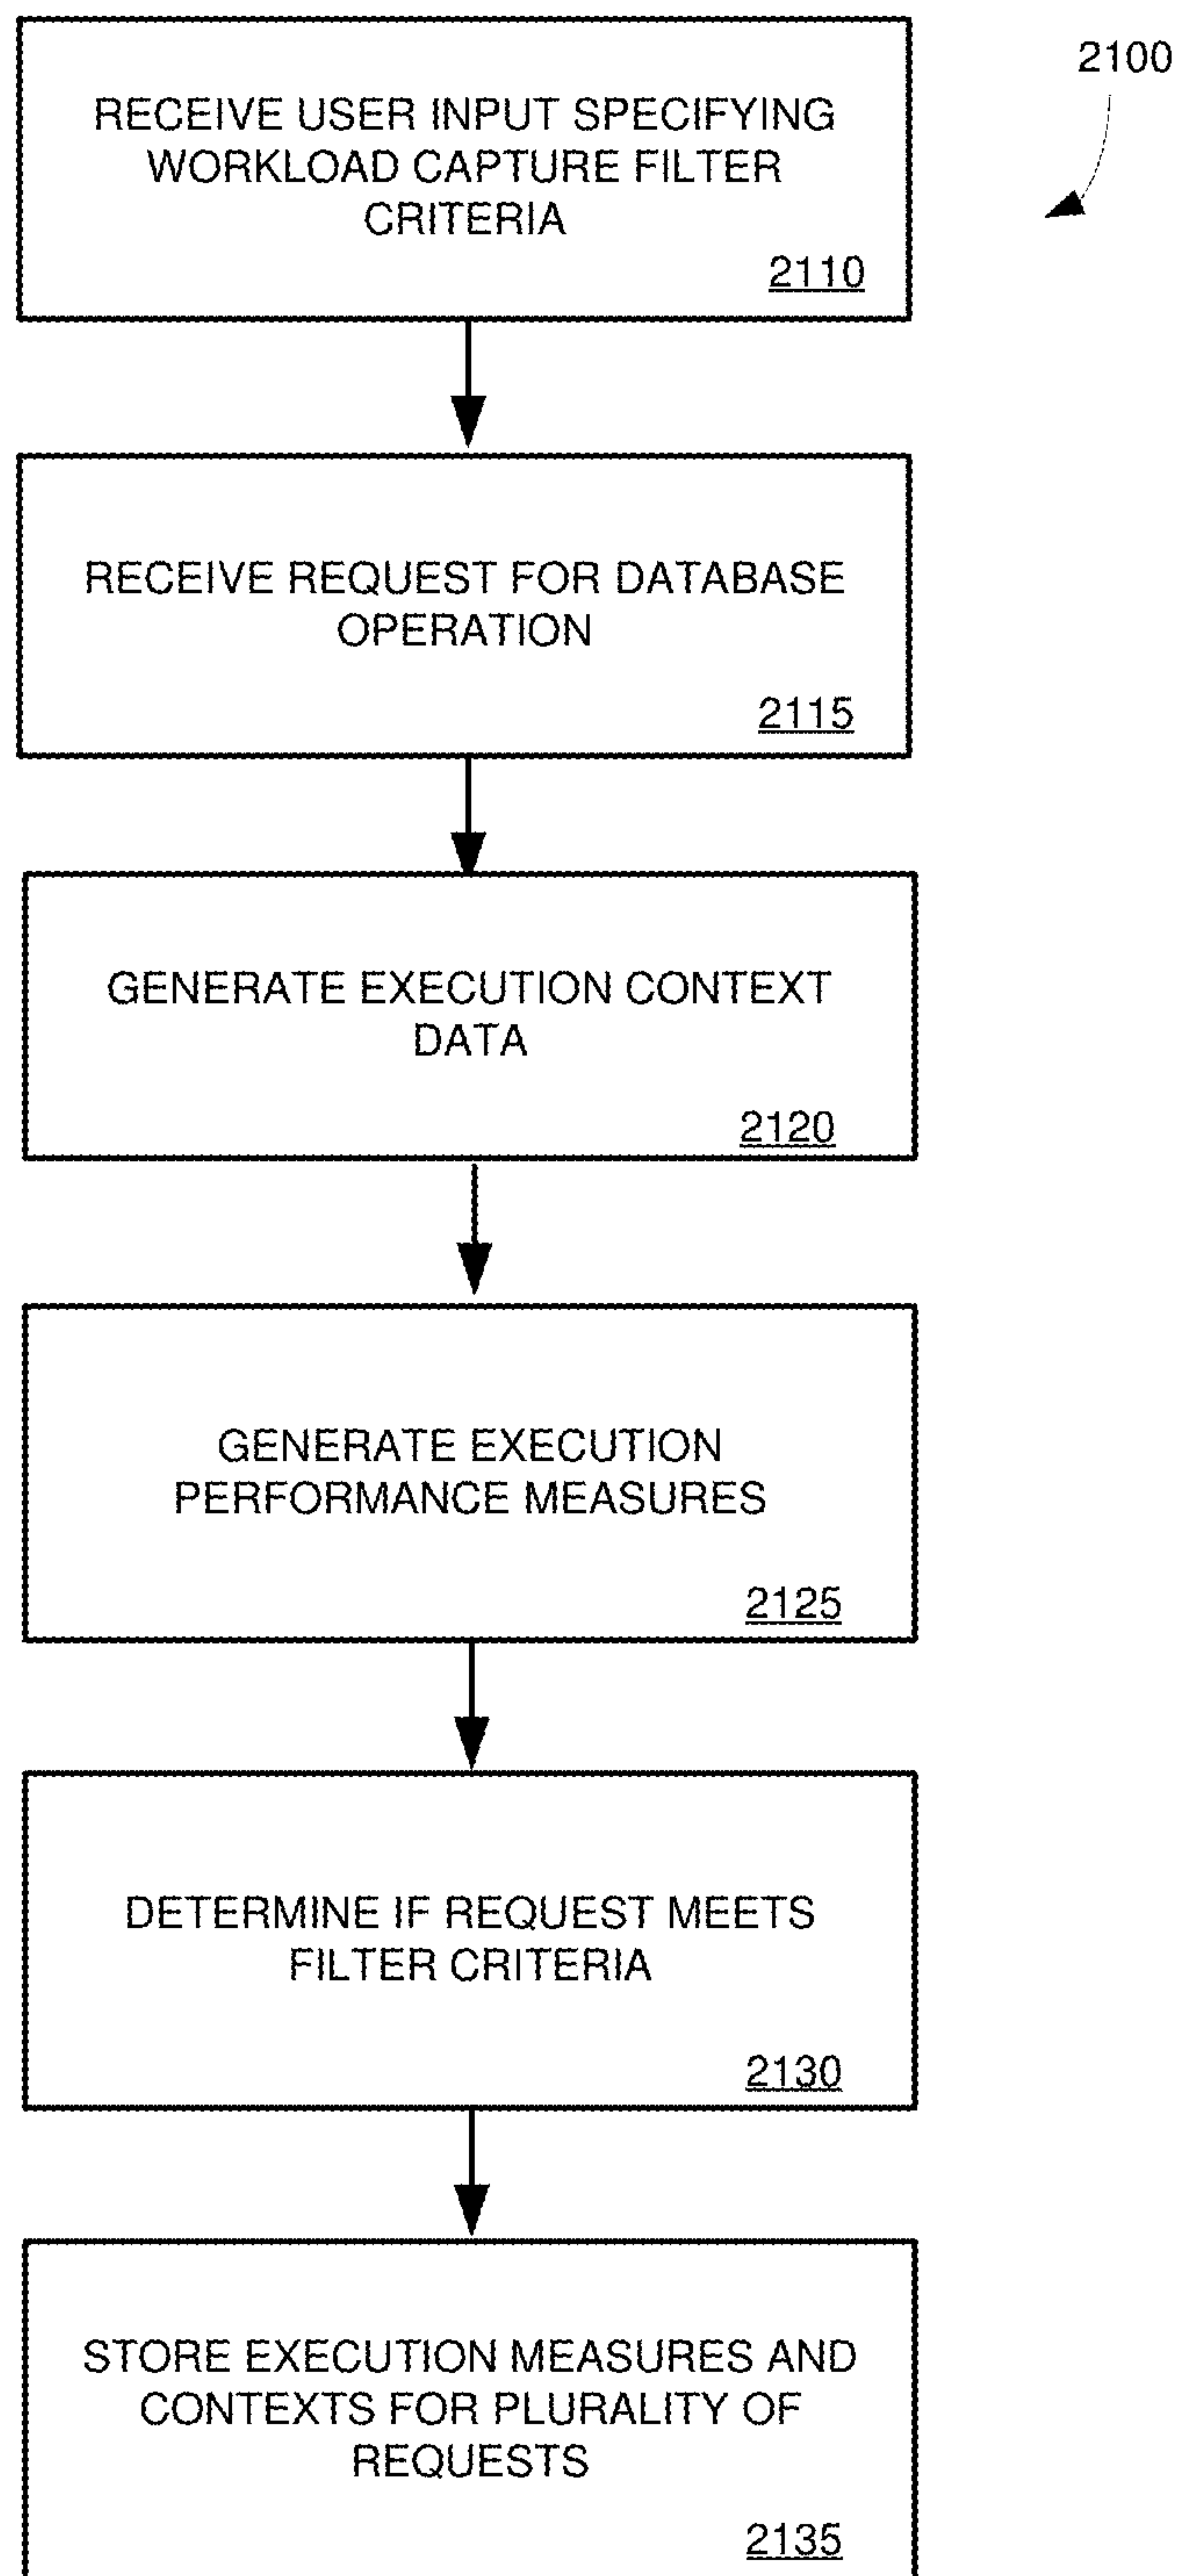 2100
RECEIVE USER INPUT SPECIFYING
WORKLOAD CAPTURE FILTER
CRITERIA
2110
RECEIVE REQUEST FOR DATABASE
OPERATION
2115
GENERATE EXECUTION CONTEXT
DATA
2120
GENERATE EXECUTION
PERFORMANCE MEASURES
2125
DETERMINE IF REQUEST MEETS
FILTER CRITERIA
2130
STORE EXECUTION MEASURES AND
CONTEXTS FOR PLURALITY OF
REQUESTS
2135